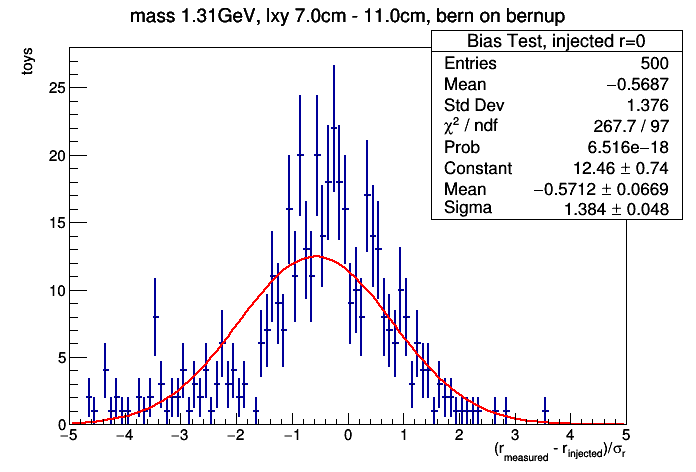 mass 1.31GeV, lxy 7.0cm - 11.0cm, bern on bernup
Bias Test, injected r=0
Entries 500
Mean −0.5687
Std Dev 1.376
χ² / ndf 267.7 / 97
Prob 6.516e−18
Constant 12.46 ± 0.74
Mean −0.5712 ± 0.0669
Sigma 1.384 ± 0.048
toys
25
20
15
10
5
0
−5 −4 −3 −2 −1 0 1 2 3 4 5
(r_measured - r_injected)/σ_r